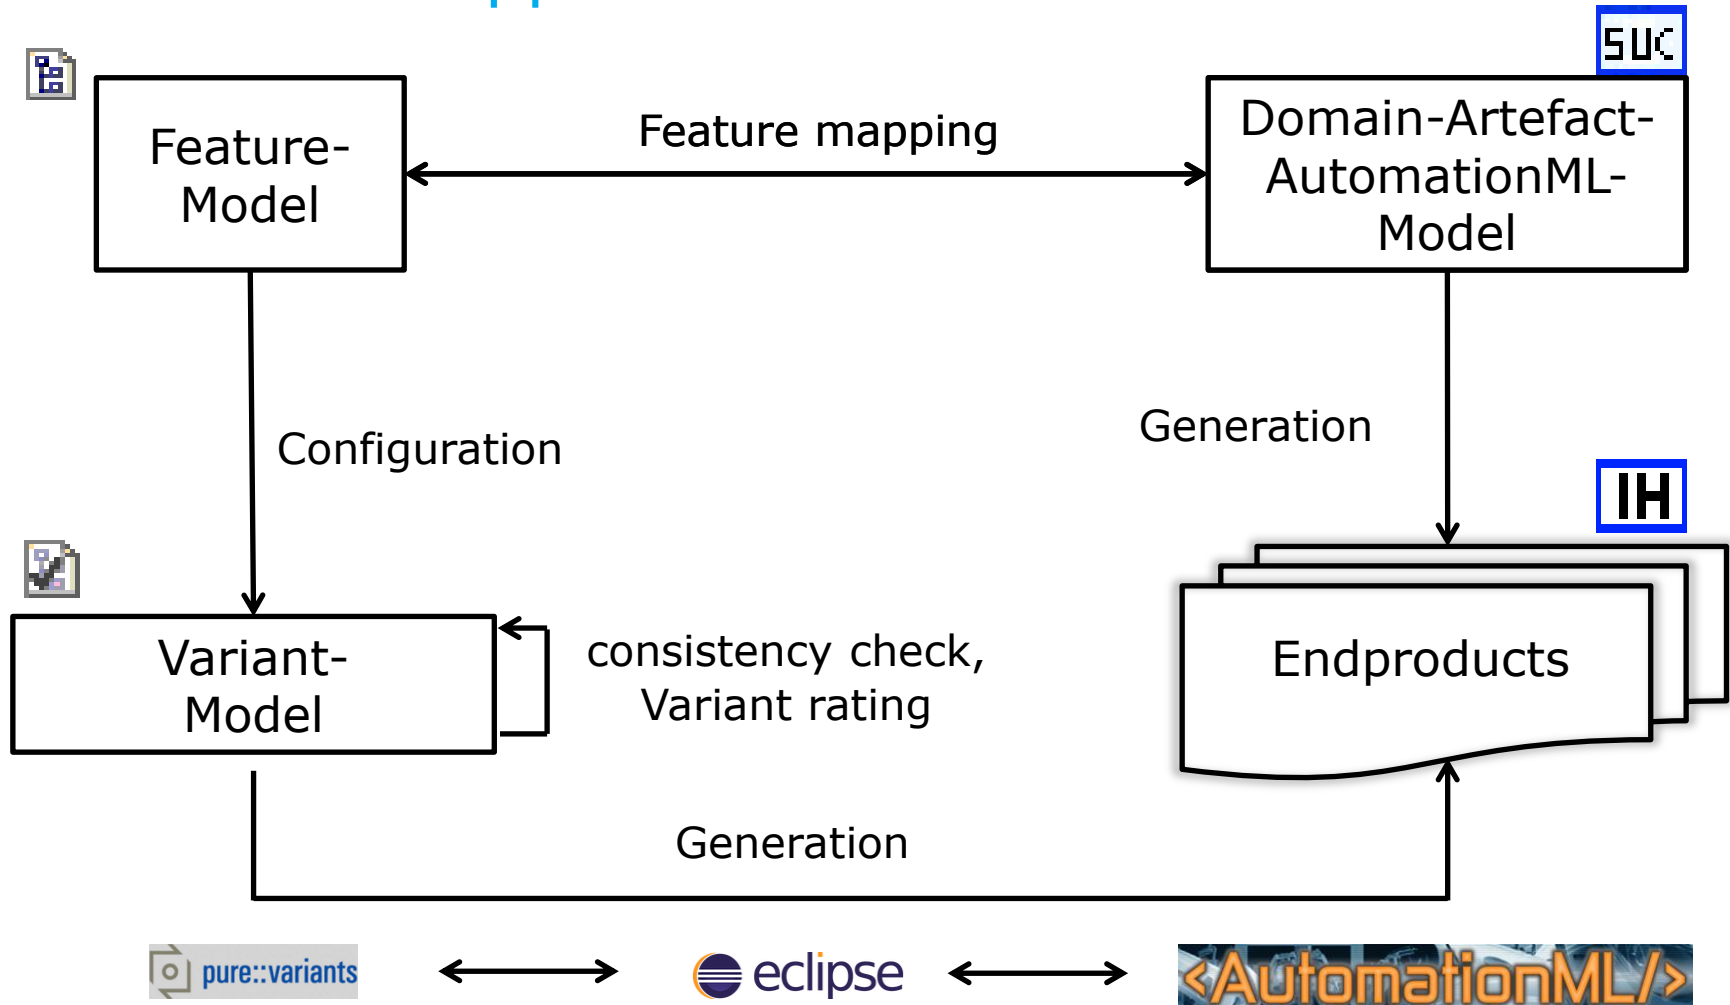 SUC
Feature-
Model
Feature mapping
Domain-Artefact-
AutomationML-
Model
Configuration
Generation
IH
Variant-
Model
consistency check,
Variant rating
Endproducts
Generation
pure::variants
eclipse
<AutomationML/>